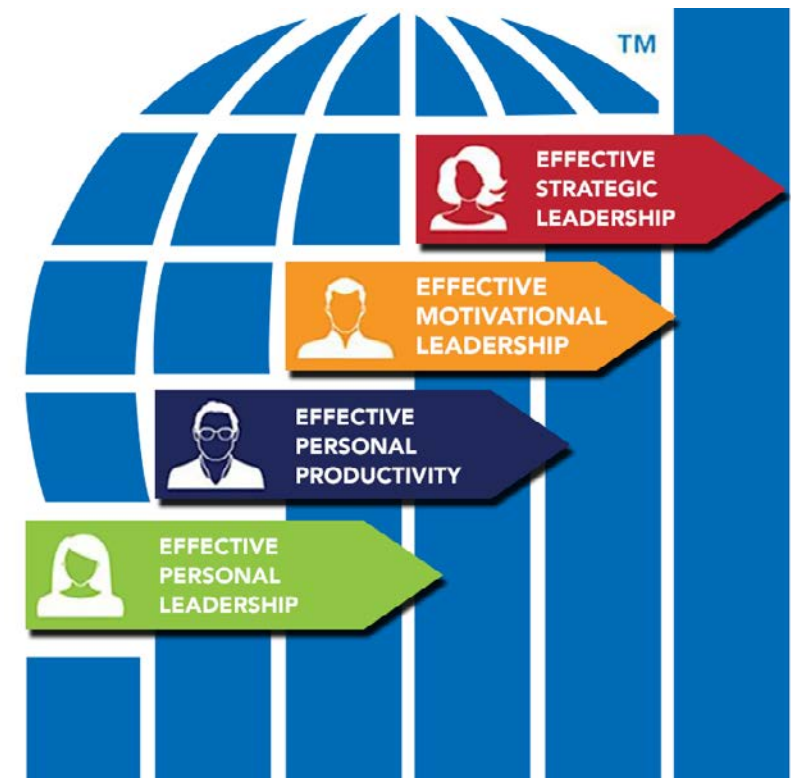 TM
EFFECTIVE
STRATEGIC
LEADERSHIP
EFFECTIVE
MOTIVATIONAL
LEADERSHIP
EFFECTIVE
PERSONAL
PRODUCTIVITY
EFFECTIVE
PERSONAL
LEADERSHIP